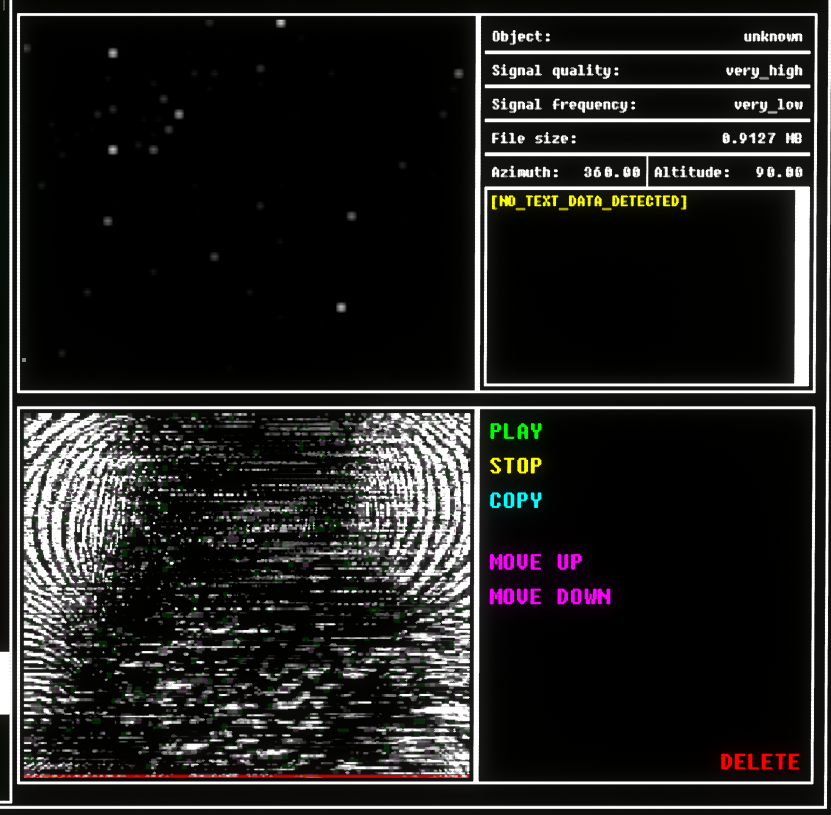 Object: unknown
Signal quality: very_high
Signal frequency: very_low
File size: 0.9127 MB
Azimuth: 360.00 Altitude: 90.00
[NO_TEXT_DATA_DETECTED]
PLAY
STOP
COPY
MOVE UP
MOVE DOWN
DELETE